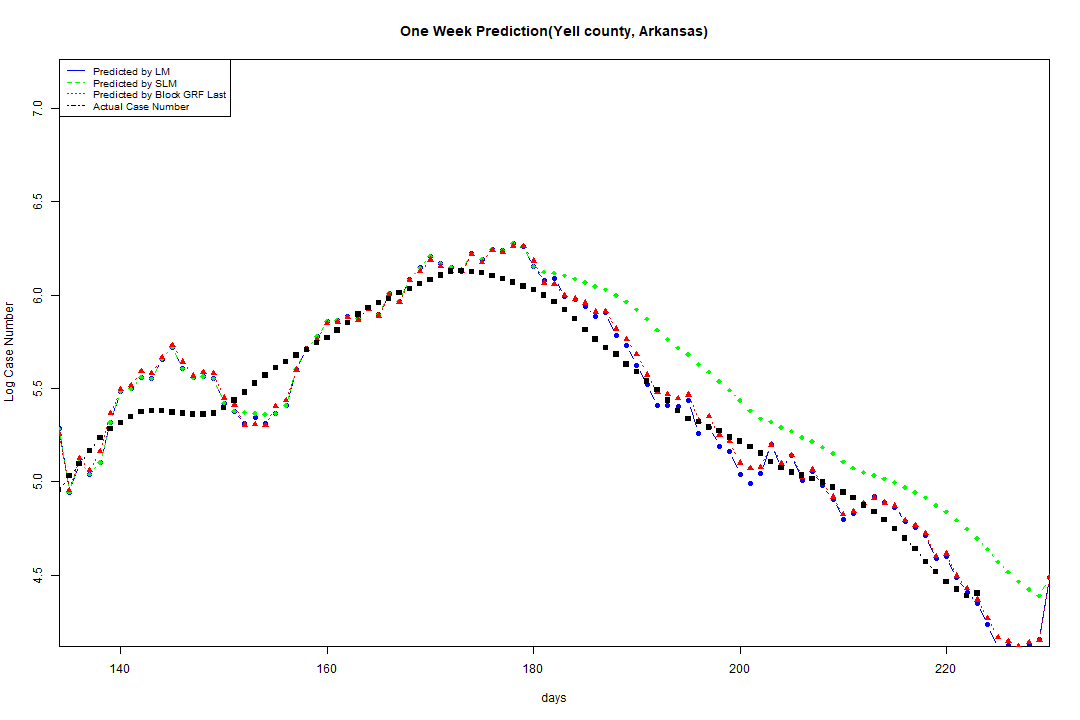 One Week Prediction(Yell county, Arkansas)
Predicted by LM
Predicted by SLM
Predicted by Block GRF Last
Actual Case Number
Log Case Number
7.0
6.5
6.0
5.5
5.0
4.5
140 160 180 200 220
days